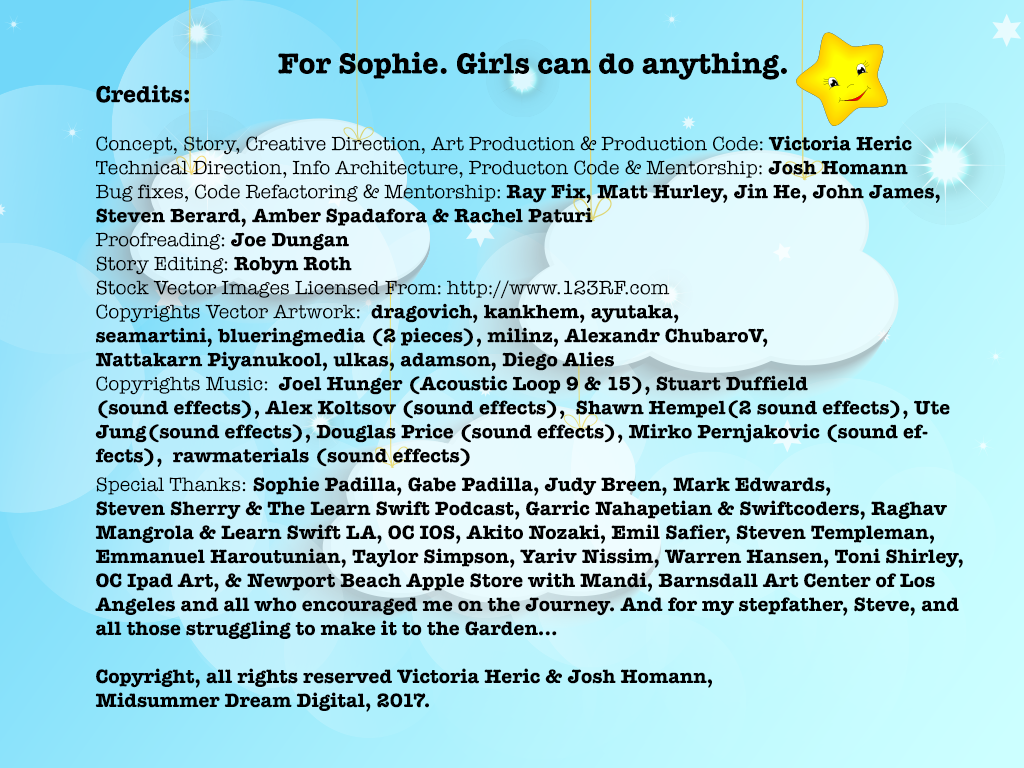 For Sophie. Girls can do anything.
Credits:
Concept, Story, Creative Direction, Art Production & Production Code: Victoria Heric
Technical Direction, Info Architecture, Producton Code & Mentorship: Josh Homann
Bug fixes, Code Refactoring & Mentorship: Ray Fix, Matt Hurley, Jin He, John James,
Steven Berard, Amber Spadafora & Rachel Paturi
Proofreading: Joe Dungan
Story Editing: Robyn Roth
Stock Vector Images Licensed From: http://www.123RF.com
Copyrights Vector Artwork:  dragovich, kankhem, ayutaka,
seamartini, blueringmedia (2 pieces), milinz, Alexandr ChubaroV,
Nattakarn Piyanukool, ulkas, adamson, Diego Alies
Copyrights Music:  Joel Hunger (Acoustic Loop 9 & 15), Stuart Duffield
(sound effects), Alex Koltsov (sound effects),  Shawn Hempel(2 sound effects), Ute
Jung(sound effects), Douglas Price (sound effects), Mirko Pernjakovic (sound ef-
fects),  rawmaterials (sound effects)
Special Thanks: Sophie Padilla, Gabe Padilla, Judy Breen, Mark Edwards,
Steven Sherry & The Learn Swift Podcast, Garric Nahapetian & Swiftcoders, Raghav
Mangrola & Learn Swift LA, OC IOS, Akito Nozaki, Emil Safier, Steven Templeman,
Emmanuel Haroutunian, Taylor Simpson, Yariv Nissim, Warren Hansen, Toni Shirley,
OC Ipad Art, & Newport Beach Apple Store with Mandi, Barnsdall Art Center of Los
Angeles and all who encouraged me on the Journey. And for my stepfather, Steve, and
all those struggling to make it to the Garden...
Copyright, all rights reserved Victoria Heric & Josh Homann,
Midsummer Dream Digital, 2017.